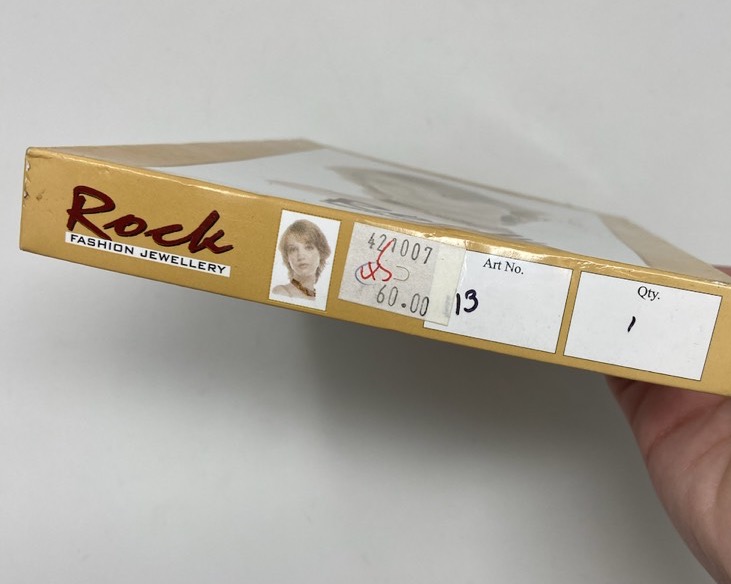 Rock
FASHION JEWELLERY
421007
60.00
Art No.
13
Qty.
1